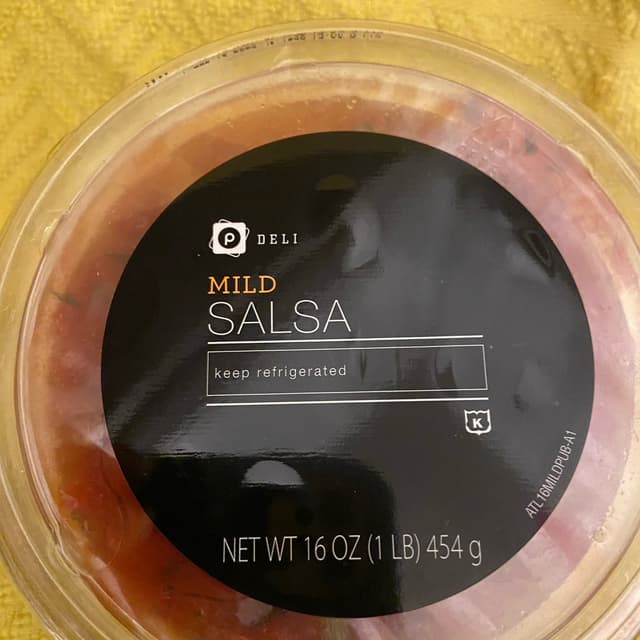 P DELI
MILD
SALSA
keep refrigerated
K
NET WT 16 OZ (1 LB) 454 g
ATL16MILDPUB-A1